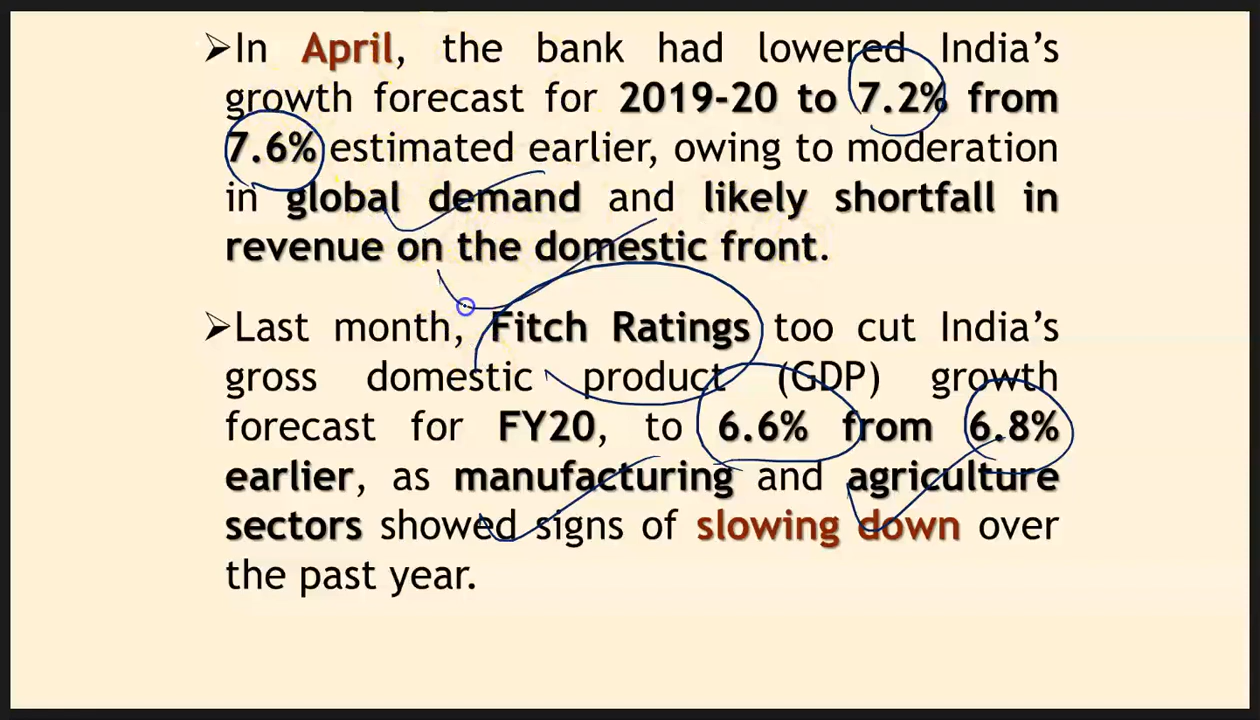 ➢In April, the bank had lowered India’s
growth forecast for 2019-20 to 7.2% from
7.6% estimated earlier, owing to moderation
in global demand and likely shortfall in
revenue on the domestic front.
➢Last month, Fitch Ratings too cut India’s
gross domestic product (GDP) growth
forecast for FY20, to 6.6% from 6.8%
earlier, as manufacturing and agriculture
sectors showed signs of slowing down over
the past year.